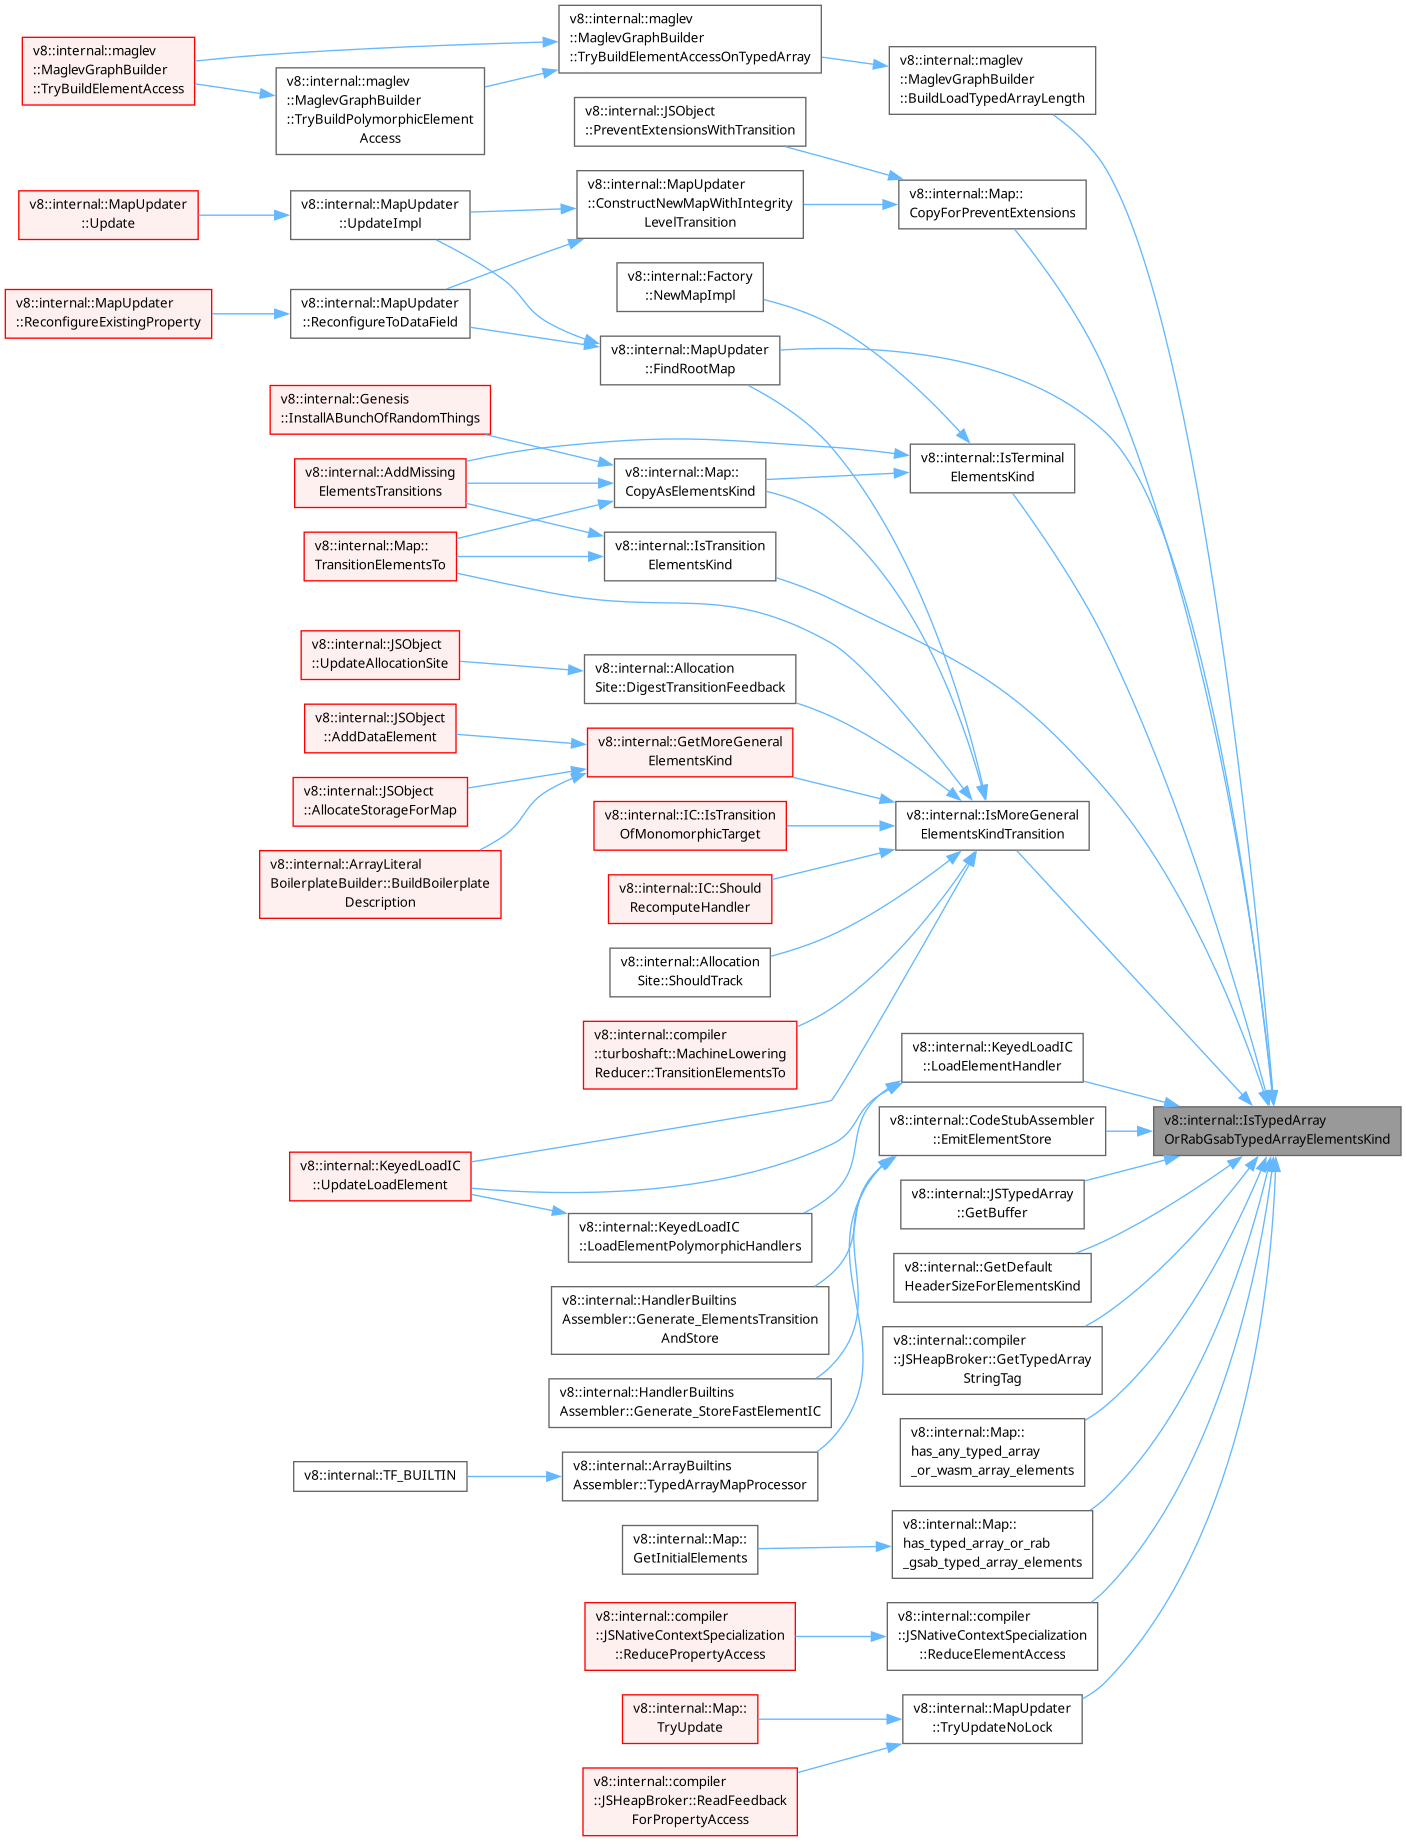 v8::internal::maglev
::MaglevGraphBuilder
::TryBuildElementAccess
v8::internal::maglev
::MaglevGraphBuilder
::TryBuildPolymorphicElement
Access
v8::internal::maglev
::MaglevGraphBuilder
::TryBuildElementAccessOnTypedArray
v8::internal::maglev
::MaglevGraphBuilder
::BuildLoadTypedArrayLength
v8::internal::JSObject
::PreventExtensionsWithTransition
v8::internal::MapUpdater
::Update
v8::internal::MapUpdater
::UpdateImpl
v8::internal::MapUpdater
::ConstructNewMapWithIntegrity
LevelTransition
v8::internal::Map::
CopyForPreventExtensions
v8::internal::Factory
::NewMapImpl
v8::internal::MapUpdater
::ReconfigureExistingProperty
v8::internal::MapUpdater
::ReconfigureToDataField
v8::internal::MapUpdater
::FindRootMap
v8::internal::Genesis
::InstallABunchOfRandomThings
v8::internal::AddMissing
ElementsTransitions
v8::internal::Map::
CopyAsElementsKind
v8::internal::IsTerminal
ElementsKind
v8::internal::Map::
TransitionElementsTo
v8::internal::IsTransition
ElementsKind
v8::internal::JSObject
::UpdateAllocationSite
v8::internal::Allocation
Site::DigestTransitionFeedback
v8::internal::JSObject
::AddDataElement
v8::internal::GetMoreGeneral
ElementsKind
v8::internal::JSObject
::AllocateStorageForMap
v8::internal::IC::IsTransition
OfMonomorphicTarget
v8::internal::IsMoreGeneral
ElementsKindTransition
v8::internal::ArrayLiteral
BoilerplateBuilder::BuildBoilerplate
Description
v8::internal::IC::Should
RecomputeHandler
v8::internal::Allocation
Site::ShouldTrack
v8::internal::compiler
::turboshaft::MachineLowering
Reducer::TransitionElementsTo
v8::internal::KeyedLoadIC
::LoadElementHandler
v8::internal::CodeStubAssembler
::EmitElementStore
v8::internal::IsTypedArray
OrRabGsabTypedArrayElementsKind
v8::internal::KeyedLoadIC
::UpdateLoadElement
v8::internal::JSTypedArray
::GetBuffer
v8::internal::KeyedLoadIC
::LoadElementPolymorphicHandlers
v8::internal::GetDefault
HeaderSizeForElementsKind
v8::internal::HandlerBuiltins
Assembler::Generate_ElementsTransition
AndStore
v8::internal::compiler
::JSHeapBroker::GetTypedArray
StringTag
v8::internal::HandlerBuiltins
Assembler::Generate_StoreFastElementIC
v8::internal::Map::
has_any_typed_array
_or_wasm_array_elements
v8::internal::TF_BUILTIN
v8::internal::ArrayBuiltins
Assembler::TypedArrayMapProcessor
v8::internal::Map::
GetInitialElements
v8::internal::Map::
has_typed_array_or_rab
_gsab_typed_array_elements
v8::internal::compiler
::JSNativeContextSpecialization
::ReducePropertyAccess
v8::internal::compiler
::JSNativeContextSpecialization
::ReduceElementAccess
v8::internal::Map::
TryUpdate
v8::internal::MapUpdater
::TryUpdateNoLock
v8::internal::compiler
::JSHeapBroker::ReadFeedback
ForPropertyAccess